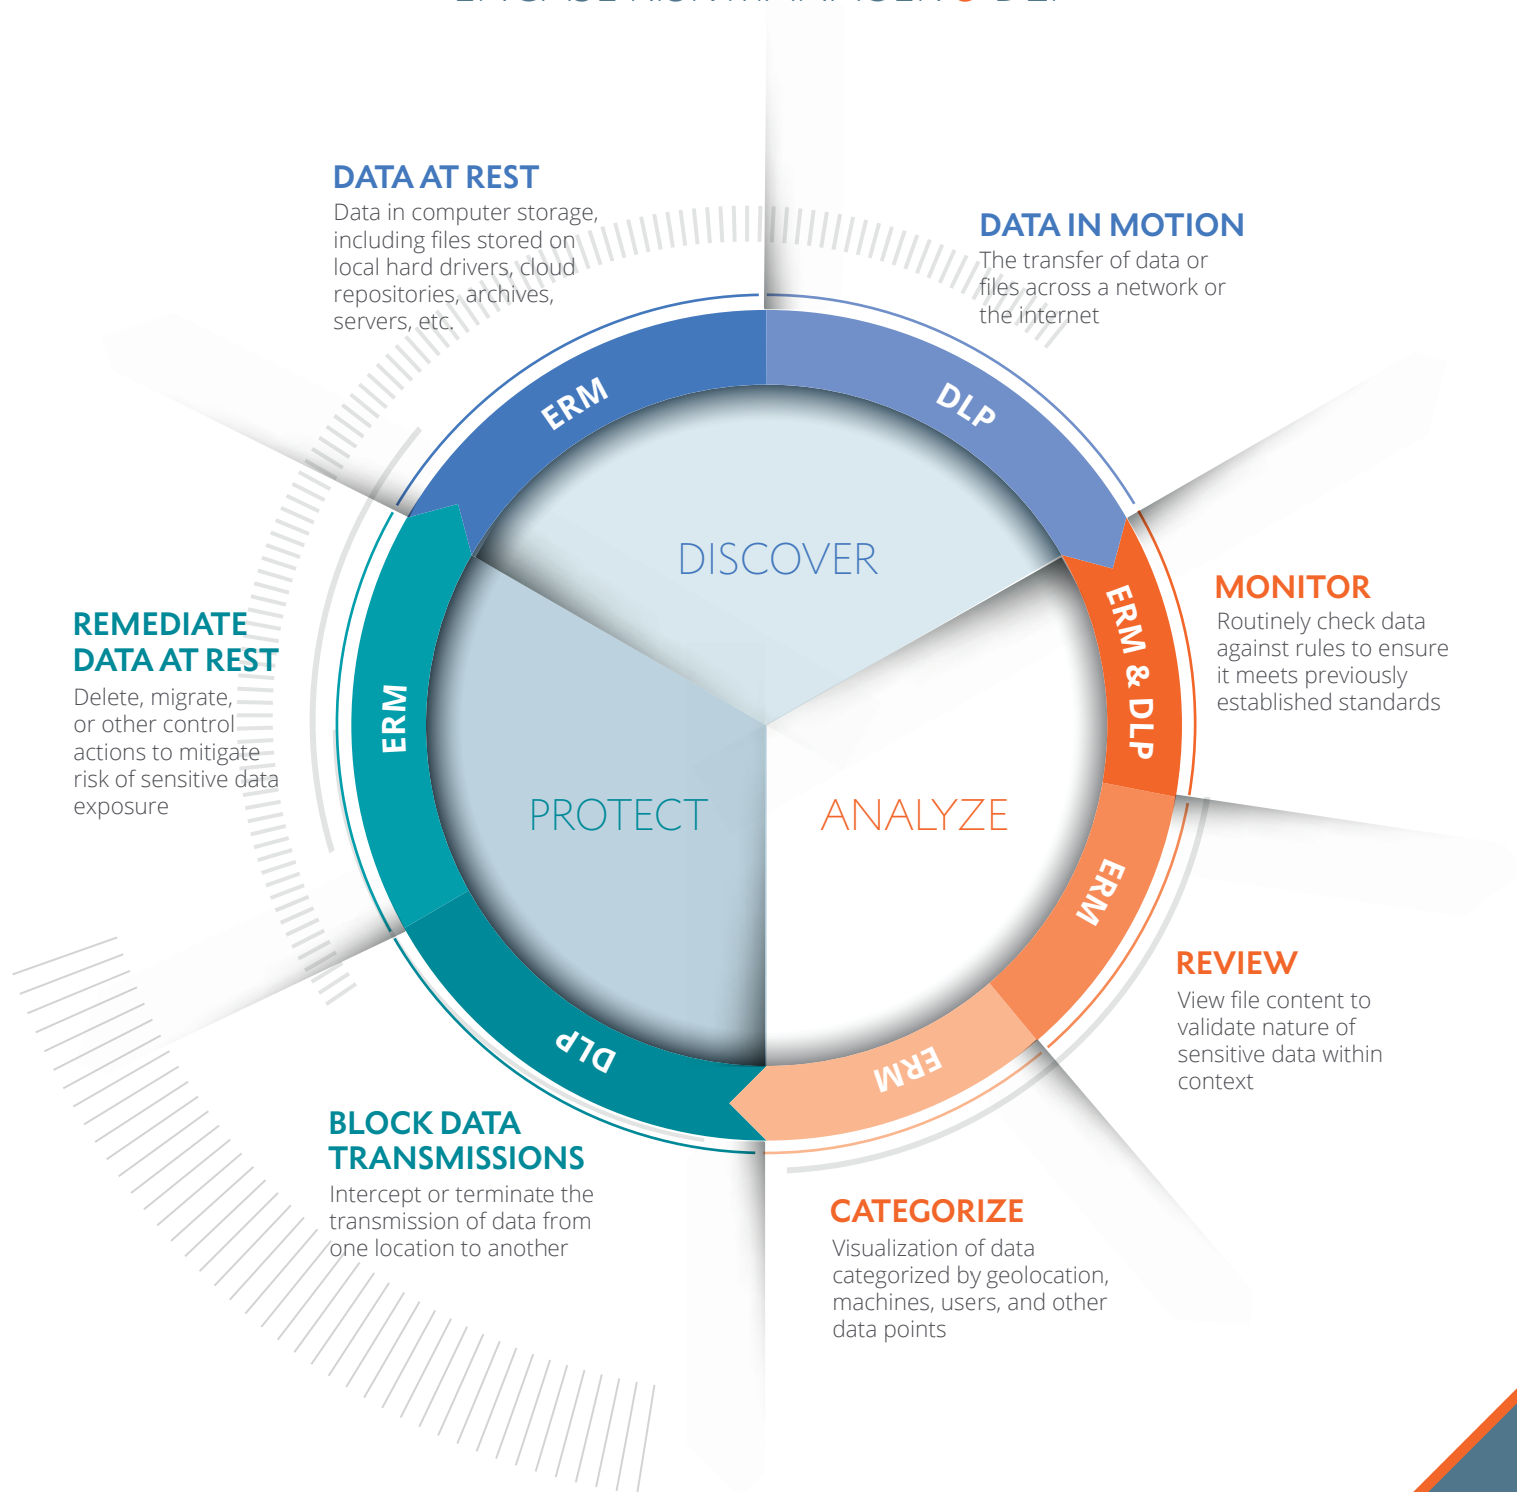 DATA AT REST
Data in computer storage,
including files stored on
local hard drivers, cloud
repositories, archives,
servers, etc.
DATA IN MOTION
The transfer of data or
files across a network or
the internet
ERM
DLP
DISCOVER
MONITOR
Routinely check data
against rules to ensure
it meets previously
established standards
ERM & DLP
REMEDIATE
DATA AT REST
Delete, migrate,
or other control
actions to mitigate
risk of sensitive data
exposure
ERM
PROTECT
ANALYZE
ERM
REVIEW
View file content to
validate nature of
sensitive data within
context
DLP
ERM
BLOCK DATA
TRANSMISSIONS
Intercept or terminate the
transmission of data from
one location to another
CATEGORIZE
Visualization of data
categorized by geolocation,
machines, users, and other
data points